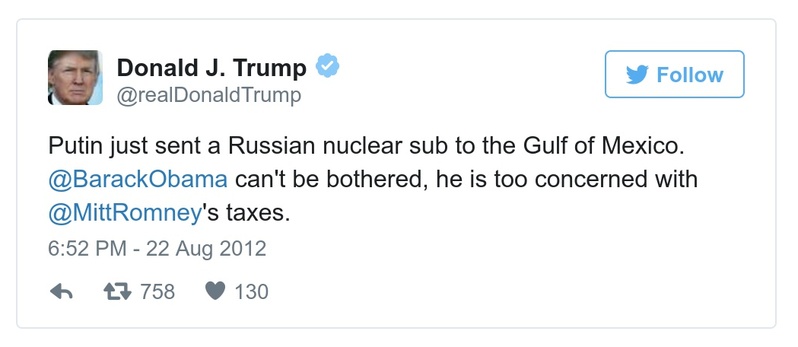 Donald J. Trump
@realDonaldTrump
Follow
Putin just sent a Russian nuclear sub to the Gulf of Mexico.
@BarackObama can't be bothered, he is too concerned with
@MittRomney's taxes.
6:52 PM - 22 Aug 2012
758 130